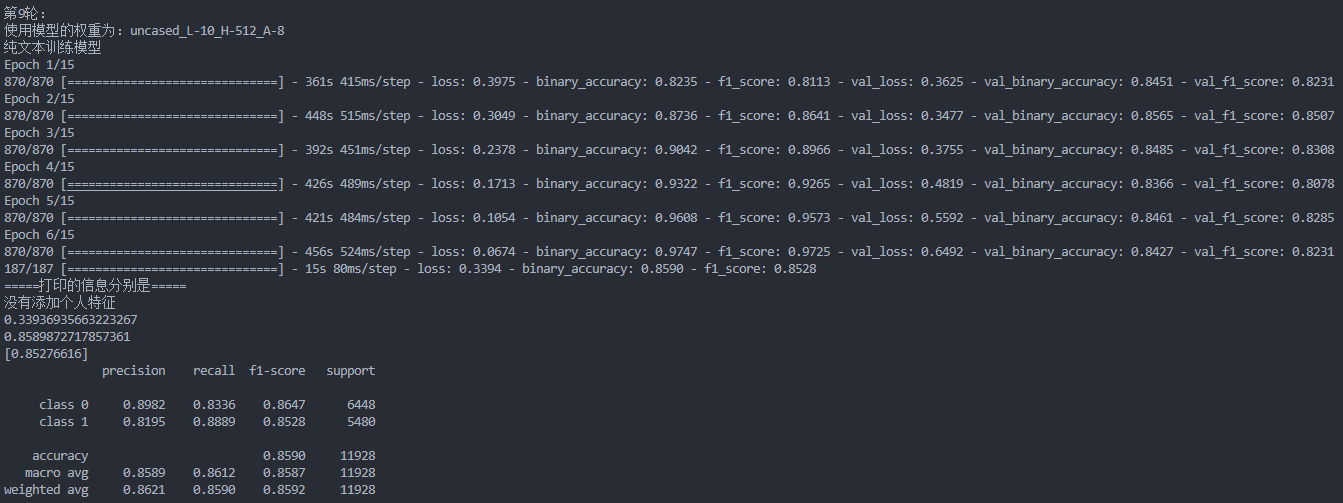 第9轮:
使用模型的权重为: uncased_L-10_H-512_A-8
纯文本训练模型
Epoch 1/15
870/870 [==============================] - 361s 415ms/step - loss: 0.3975 - binary_accuracy: 0.8235 - f1_score: 0.8113 - val_loss: 0.3625 - val_binary_accuracy: 0.8451 - val_f1_score: 0.8231
Epoch 2/15
870/870 [==============================] - 448s 515ms/step - loss: 0.3049 - binary_accuracy: 0.8736 - f1_score: 0.8641 - val_loss: 0.3477 - val_binary_accuracy: 0.8565 - val_f1_score: 0.8507
Epoch 3/15
870/870 [==============================] - 392s 451ms/step - loss: 0.2378 - binary_accuracy: 0.9042 - f1_score: 0.8966 - val_loss: 0.3755 - val_binary_accuracy: 0.8485 - val_f1_score: 0.8308
Epoch 4/15
870/870 [==============================] - 426s 489ms/step - loss: 0.1713 - binary_accuracy: 0.9322 - f1_score: 0.9265 - val_loss: 0.4819 - val_binary_accuracy: 0.8366 - val_f1_score: 0.8078
Epoch 5/15
870/870 [==============================] - 421s 484ms/step - loss: 0.1054 - binary_accuracy: 0.9608 - f1_score: 0.9573 - val_loss: 0.5592 - val_binary_accuracy: 0.8461 - val_f1_score: 0.8285
Epoch 6/15
870/870 [==============================] - 456s 524ms/step - loss: 0.0674 - binary_accuracy: 0.9747 - f1_score: 0.9725 - val_loss: 0.6492 - val_binary_accuracy: 0.8427 - val_f1_score: 0.8231
187/187 [==============================] - 15s 80ms/step - loss: 0.3394 - binary_accuracy: 0.8590 - f1_score: 0.8528
=====打印的信息分别是=====
没有添加个人特征
0.33936935663223267
0.8589872717857361
[0.85276616]
precision recall f1-score support
class 0 0.8982 0.8336 0.8647 6448
class 1 0.8195 0.8889 0.8528 5480
accuracy 0.8590 11928
macro avg 0.8589 0.8612 0.8587 11928
weighted avg 0.8621 0.8590 0.8592 11928